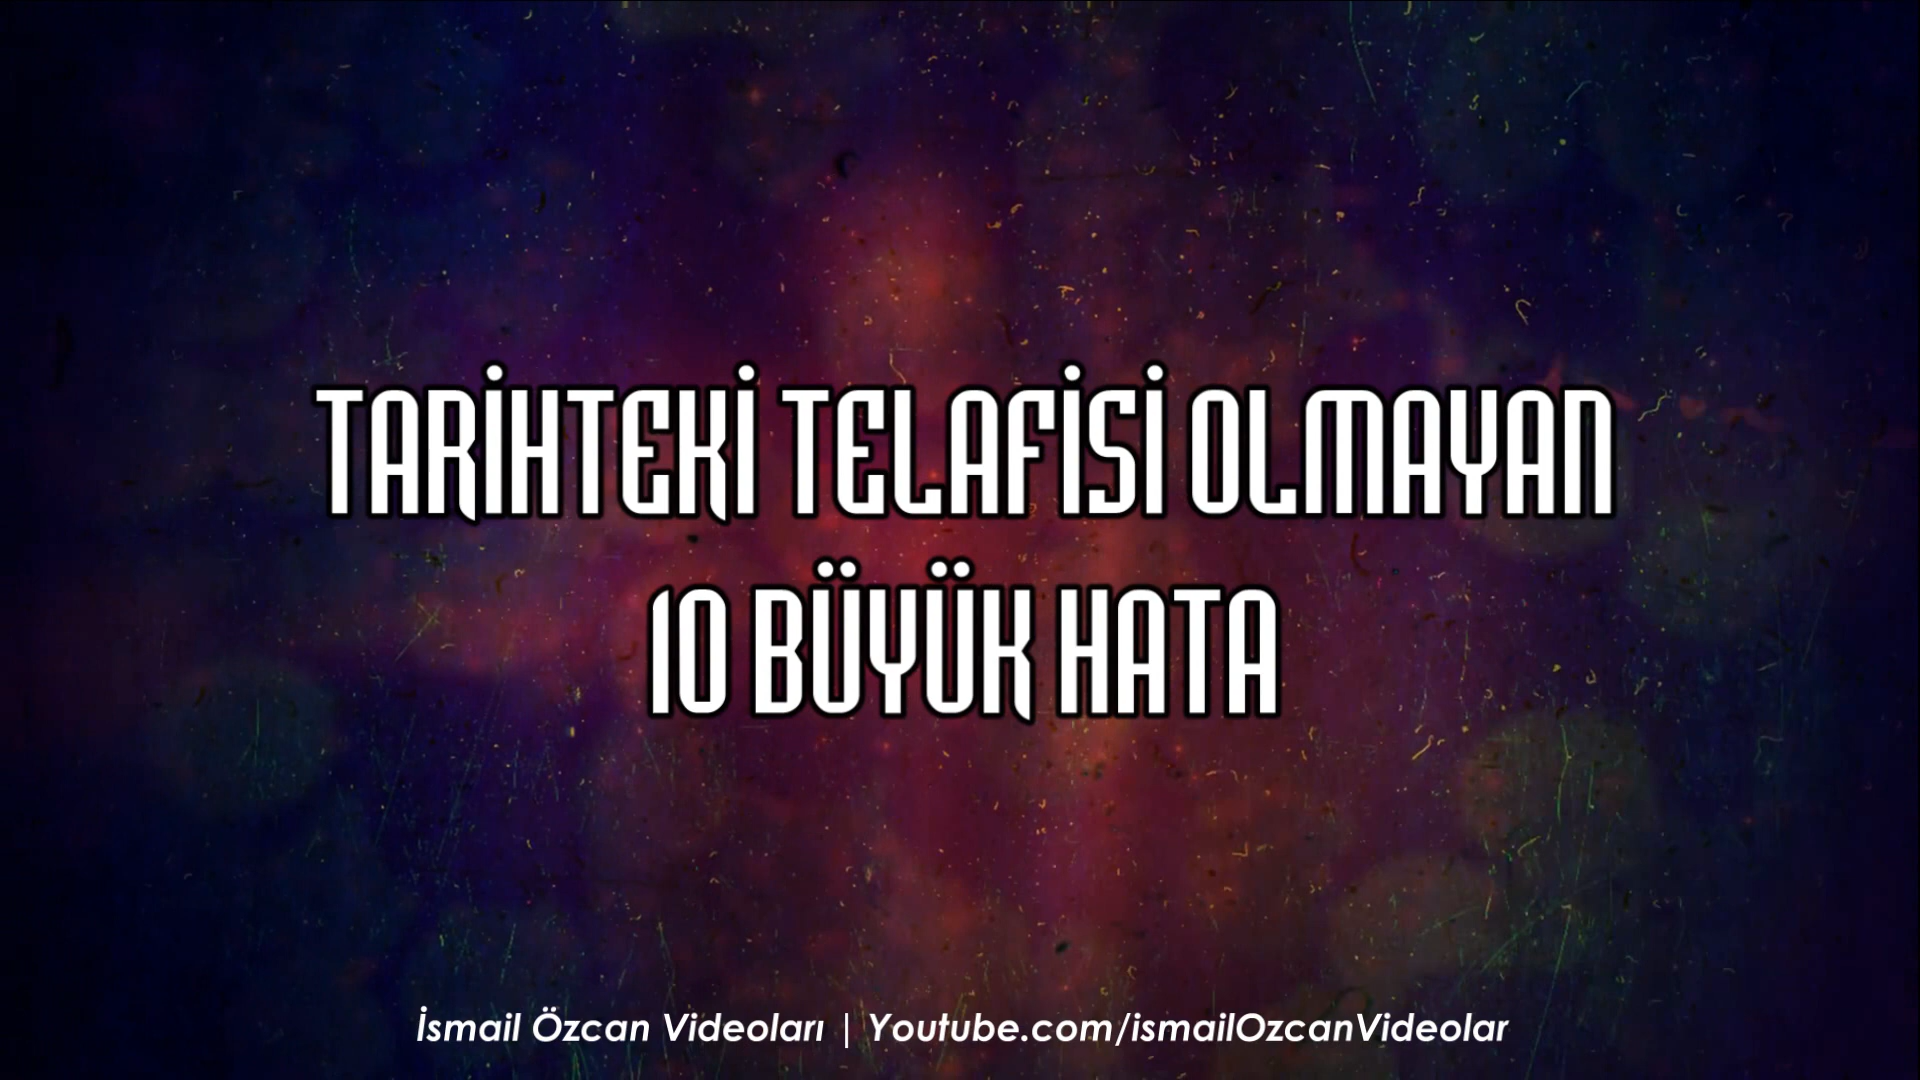 TARİHTEKİ TELAFİSİ OLMAYAN
10 BÜYÜK HATA
İsmail Özcan Videoları | Youtube.com/ismailOzcanVideolar